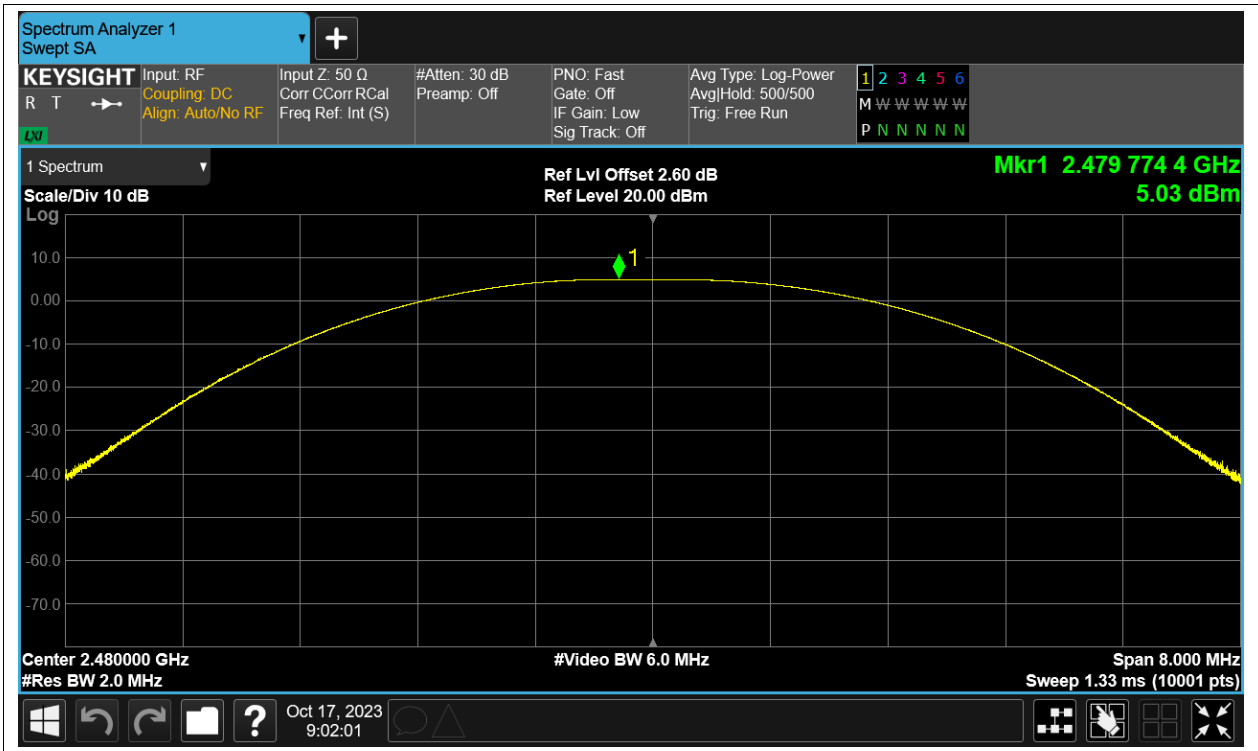 Spectrum Analyzer 1
Swept SA
+
KEYSIGHT
R T
LXI
Input: RF
Coupling: DC
Align: Auto/No RF
Input Z: 50 Ω
Corr CCorr RCal
Freq Ref: Int (S)
#Atten: 30 dB
Preamp: Off
PNO: Fast
Gate: Off
IF Gain: Low
Sig Track: Off
Avg Type: Log-Power
Avg|Hold: 500/500
Trig: Free Run
1 2 3 4 5 6
M W W W W W W
P N N N N N
1 Spectrum
Ref Lvl Offset 2.60 dB
Mkr1 2.479 774 4 GHz
Scale/Div 10 dB
Ref Level 20.00 dBm
5.03 dBm
Log
1
10.0
0.00
-10.0
-20.0
-30.0
-40.0
-50.0
-60.0
-70.0
Center 2.480000 GHz
#Video BW 6.0 MHz
Span 8.000 MHz
#Res BW 2.0 MHz
Sweep 1.33 ms (10001 pts)
?
Oct 17, 2023
9:02:01